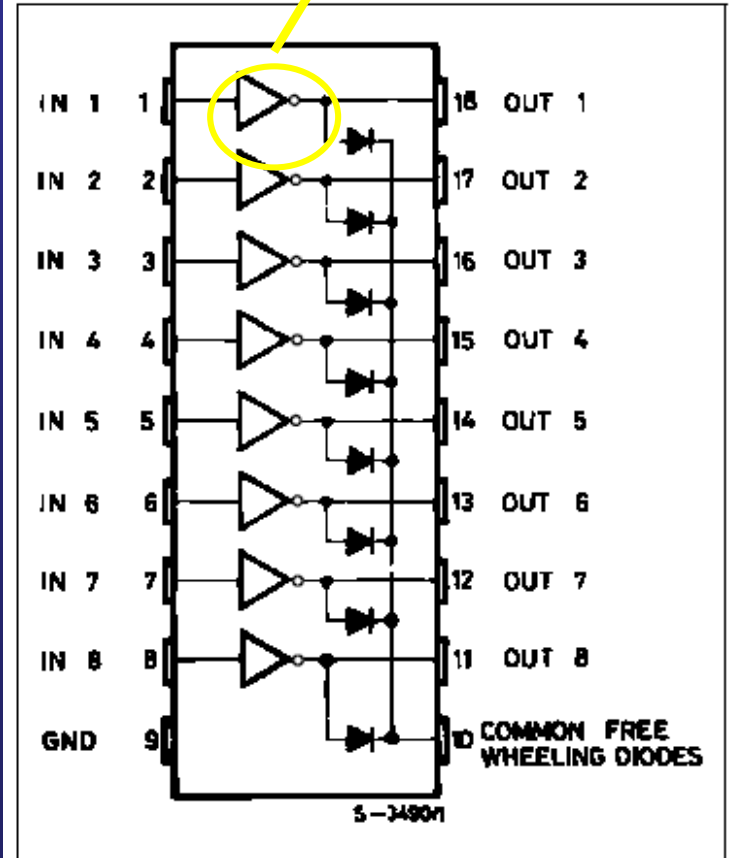 IN 1 1 18 OUT 1
IN 2 2 17 OUT 2
IN 3 3 16 OUT 3
IN 4 4 15 OUT 4
IN 5 5 14 OUT 5
IN 6 6 13 OUT 6
IN 7 7 12 OUT 7
IN 8 8 11 OUT 8
GND 9 10 COMMON FREE
WHEELING DIODES